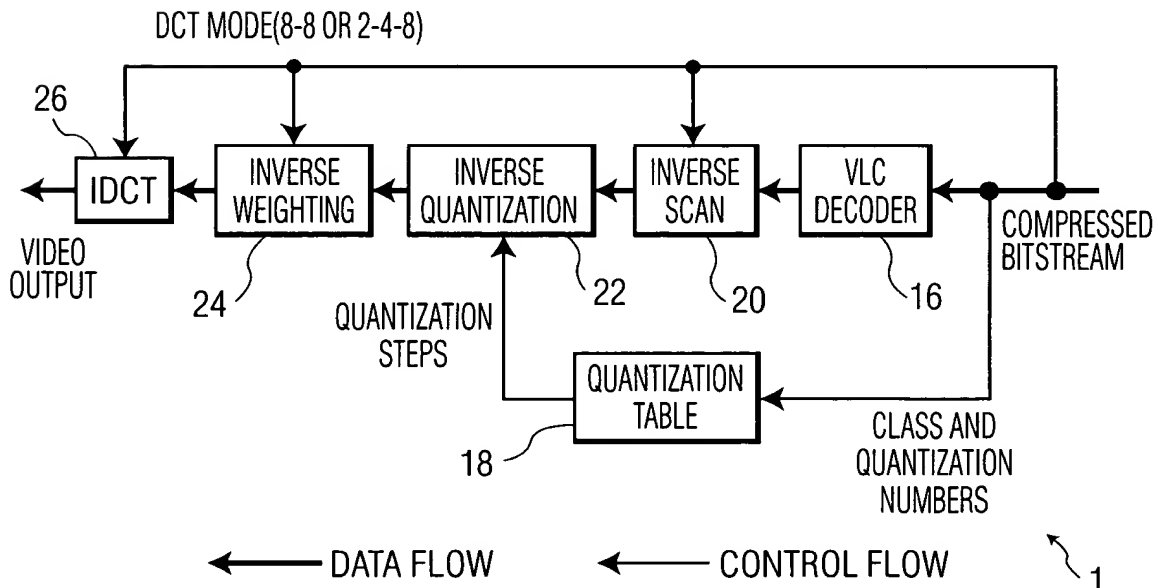 DCT MODE(8-8 OR 2-4-8)
26
IDCT
INVERSE
WEIGHTING
INVERSE
QUANTIZATION
INVERSE
SCAN
VLC
DECODER
VIDEO
OUTPUT
COMPRESSED
BITSTREAM
24
22
20
16
QUANTIZATION
STEPS
QUANTIZATION
TABLE
18
CLASS AND
QUANTIZATION
NUMBERS
DATA FLOW
CONTROL FLOW
1